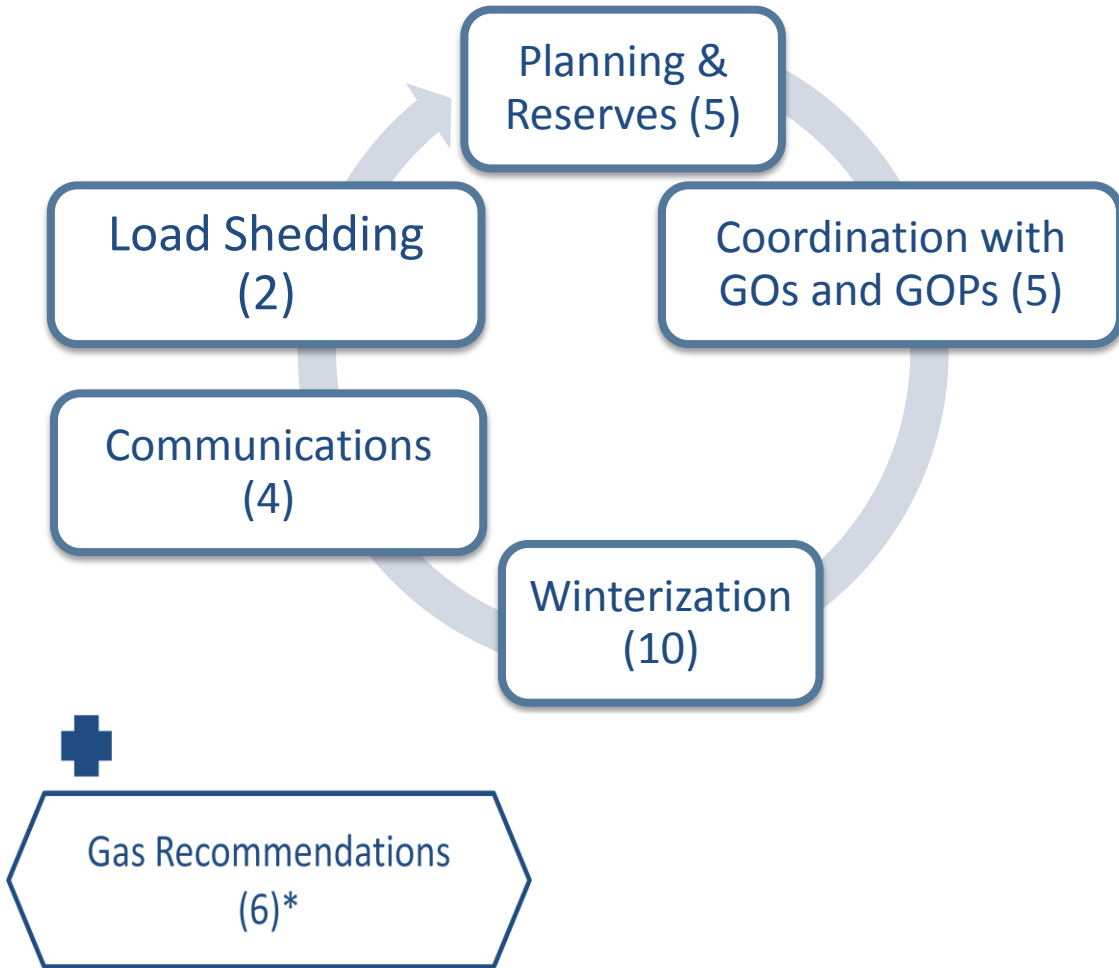 Planning &
Reserves (5)
Coordination with
GOs and GOPs (5)
Winterization
(10)
Communications
(4)
Load Shedding
(2)
Gas Recommendations
(6)*